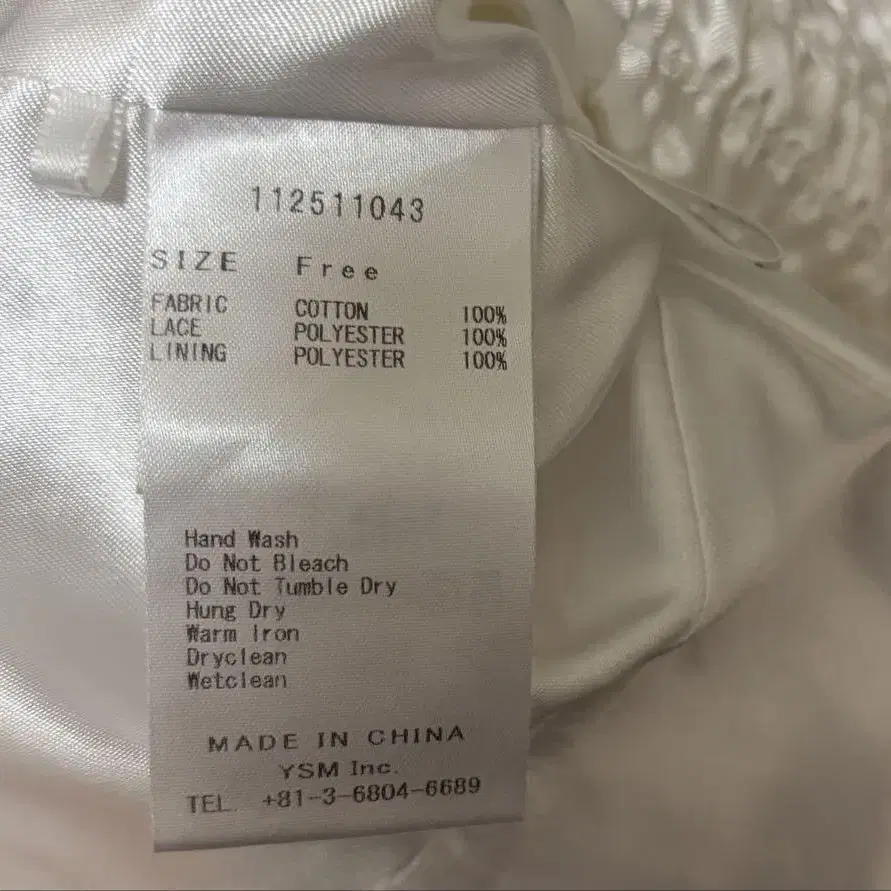 112511043
SIZE Free
FABRIC COTTON 100%
LACE POLYESTER 100%
LINING POLYESTER 100%
Hand Wash
Do Not Bleach
Do Not Tumble Dry
Hung Dry
Warm Iron
Dryclean
Wetclean
MADE IN CHINA
YSM Inc.
TEL. +81-3-6804-6689